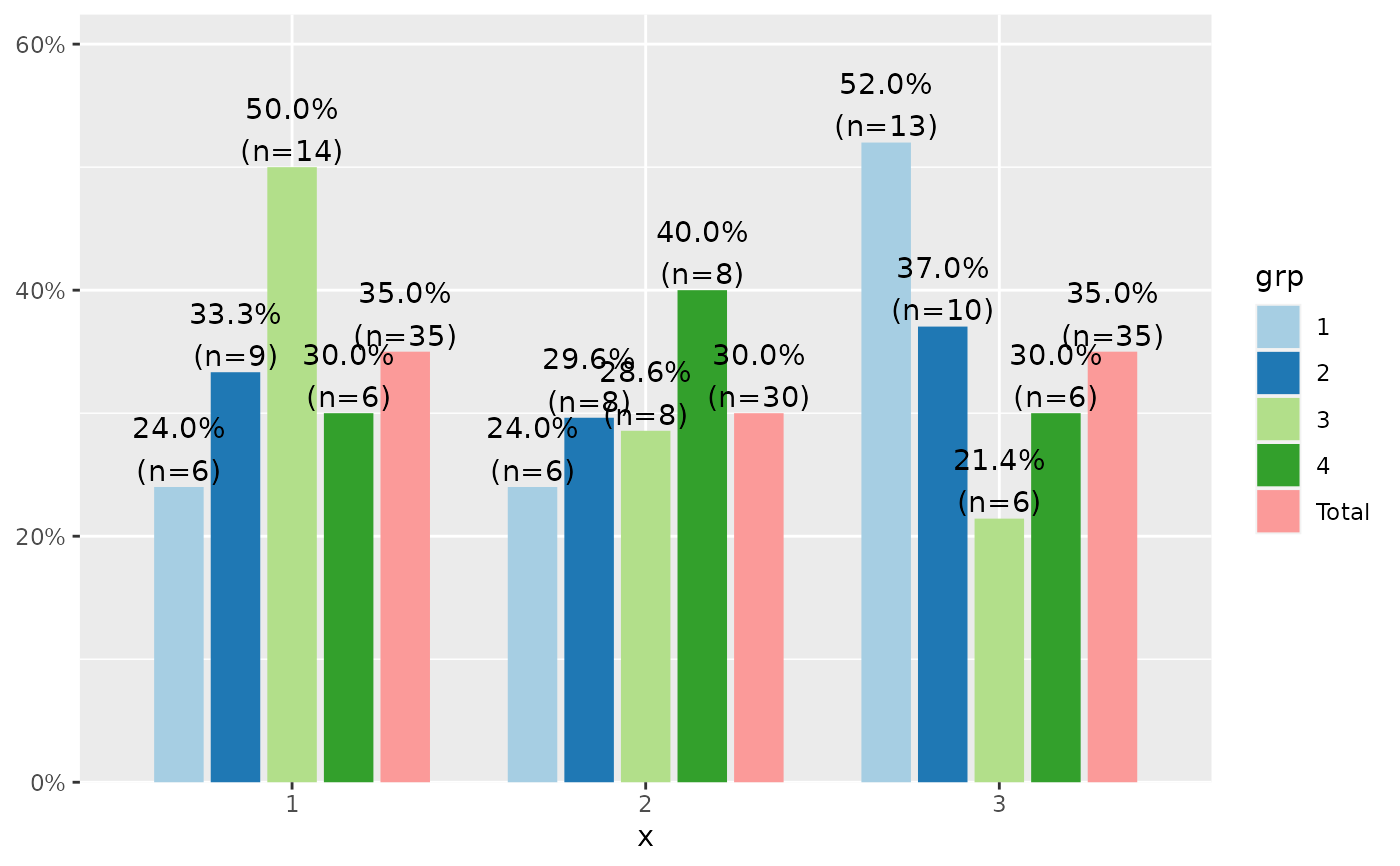 60%
40%
20%
0%
24.0%
(n=6)
33.3%
(n=9)
50.0%
(n=14)
30.0%
(n=6)
35.0%
(n=35)
24.0%
(n=6)
29.6%
(n=8)
28.6%
(n=8)
40.0%
(n=8)
30.0%
(n=30)
52.0%
(n=13)
37.0%
(n=10)
21.4%
(n=6)
30.0%
(n=6)
35.0%
(n=35)
1
2
3
x
grp
1
2
3
4
Total